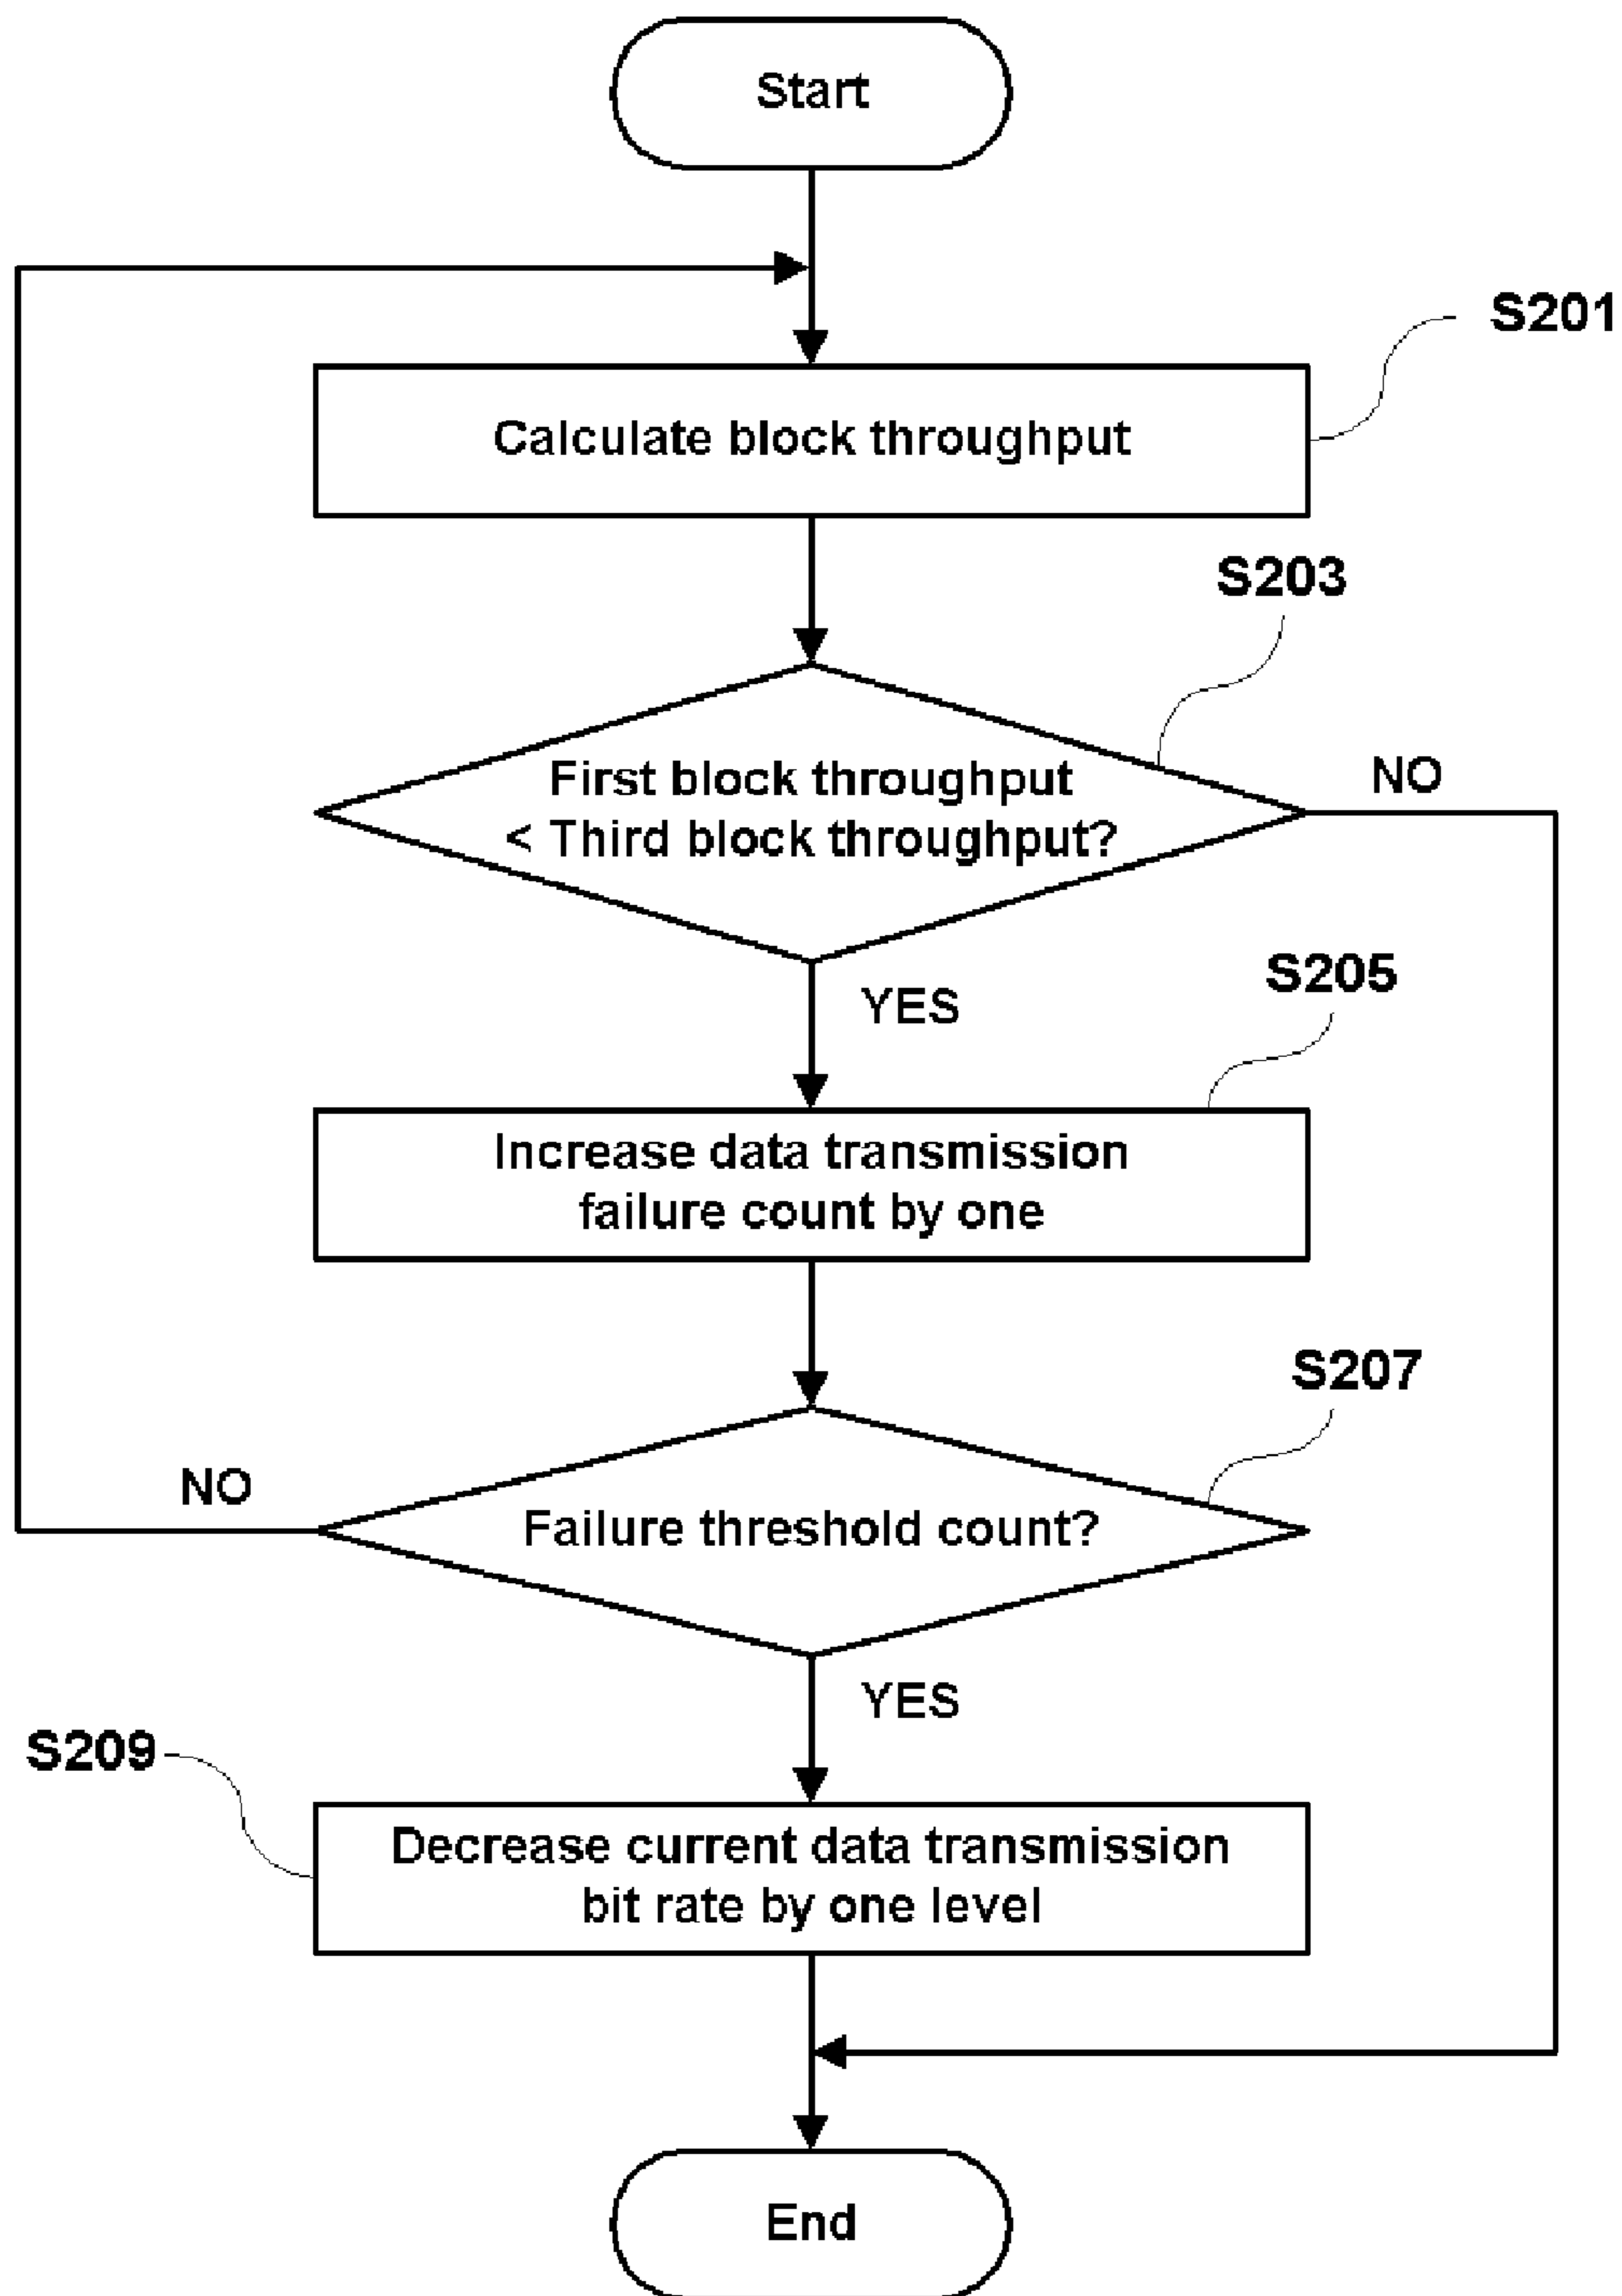 Start
S201
Calculate block throughput
S203
First block throughput
< Third block throughput?
NO
YES
S205
Increase data transmission
failure count by one
S207
NO
Failure threshold count?
YES
S209
Decrease current data transmission
bit rate by one level
End